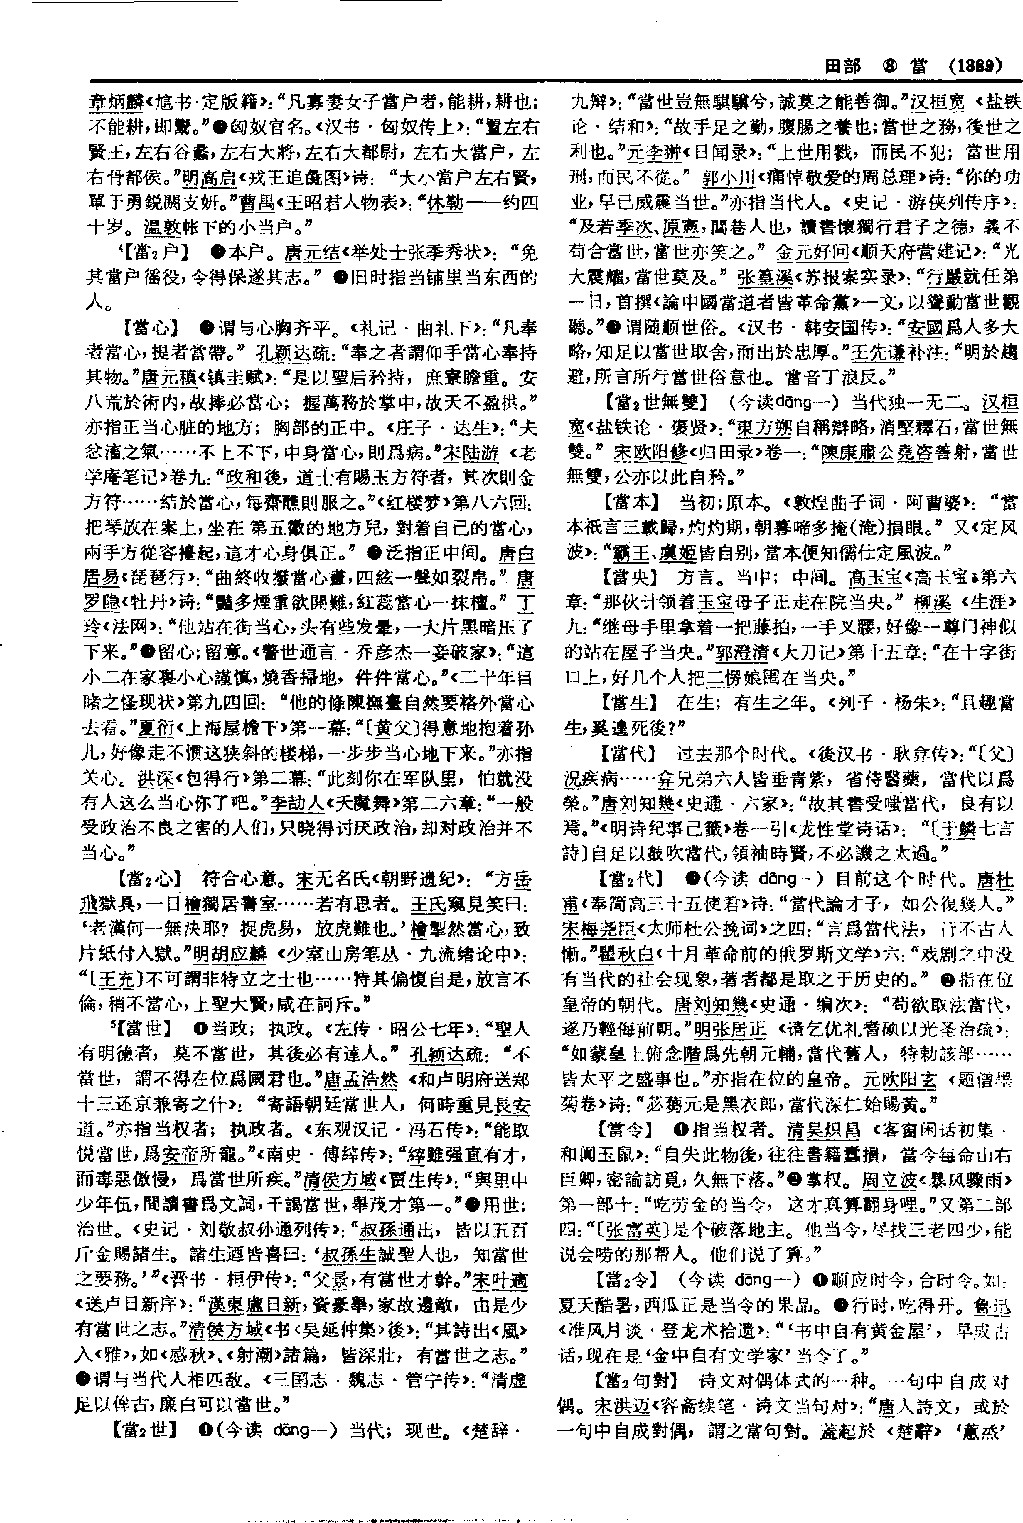 田部 ⑧ 當 (1389)
章炳麟《訄书·定版籍》：“凡寡妻女子當户者，能耕，耕也；
不能耕，即鬻。”●匈奴官名。《汉书·匈奴传上》：“置左右
賢王，左右谷蠡，左右大將，左右大都尉，左右大當户，左
右骨都侯。”明高启《戎王追獵图》诗：“大小當户左右賢，
單于勇鋭閼支妍。”曹禺《王昭君人物表》：“休勒——约四
十岁。温敦帐下的小当户。”
⁴【當₂户】 ●本户。唐元结《举处士张季秀状》：“免
其當户徭役，令得保遂其志。” ●旧时指当铺里当东西的
人。
【當心】 ●谓与心胸齐平。《礼记·曲礼下》：“凡奉
者當心，提者當帶。” 孔颖达疏：“奉之者謂仰手當心奉持
其物。”唐元稹《镇圭赋》：“是以聖后矜持，庶寮瞻重。安
八荒於術内，故捧必當心；握萬務於掌中，故天不盈供。”
亦指正当心脏的地方；胸部的正中。《庄子·达生》：“夫
忿滀之氣……不上不下，中身當心，則爲病。”宋陆游 《老
学庵笔记》卷九：“政和後，道士有賜玉方符者，其次則金
方符……結於當心，每齋醮則服之。”《红楼梦》第八六回：
把琴放在案上，坐在 第五徽的地方兒，對着自己的當心，
兩手方從容擡起，這才心身俱正。” ●泛指正中间。唐白
居易《琵琶行》：“曲終收撥當心畫，四絃一聲如裂帛。” 唐
罗隐《牡丹》诗：“豔多煙重欲開難，紅蕊當心一抹檀。” 丁
玲《法网》：“他站在街当心，头有些发暈，一大片黑暗压了
下来。”●留心；留意。《警世通言·乔彦杰一妾破家》：“這
小二在家裏小心謹慎，燒香掃地，件件當心。”《二十年目
睹之怪现状》第九四回：“他的條陳撫臺自然要格外當心
去看。”夏衍《上海屋檐下》第一幕：“〔黄父〕得意地抱着孙
儿，好像走不惯这狭斜的楼梯，一步步当心地下来。”亦指
关心。洪深《包得行》第二幕：“此刻你在军队里，怕就没
有人这么当心你了吧。”李劼人《天魔舞》第二六章：“一般
受政治不良之害的人们，只晓得讨厌政治，却对政治并不
当心。”
【當₂心】 符合心意。宋无名氏《朝野遗纪》：“方岳
飛獄具，一日檜獨居書室……若有思者。王氏窺見笑曰：
‘老漢何一無決耶？捉虎易，放虎難也。’檜掣然當心，致
片紙付入獄。”明胡应麟《少室山房笔丛·九流绪论中》：
“〔王充〕不可謂非特立之士也……恃其偏愎自是，放言不
倫，稍不當心，上聖大賢，咸在訶斥。”
⁵【當世】 ❶当政；执政。《左传·昭公七年》：“聖人
有明德者，莫不當世，其後必有達人。” 孔颖达疏：“不
當世，謂不得在位爲國君也。”唐孟浩然 《和卢明府送郑
十三还京兼寄之什》：“寄語朝廷當世人，何時重見長安
道。”亦指当权者；执政者。《东观汉记·冯石传》：“能取
悦當世，爲安帝所寵。”《南史·傅縡传》：“縡雖强直有才，
而毒惡傲慢，爲當世所疾。”清侯方域《贾生传》：“與里中
少年伍，間讀書爲文詞，干謁當世，舉茂才第一。”●用世；
治世。《史记·刘敬叔孙通列传》：“叔孫通出，皆以五百
斤金賜諸生。諸生迺皆喜曰：‘叔孫生誠聖人也，知當世
之要務。’”《晋书·桓伊传》：“父景，有當世才幹。”宋叶適
《送卢日新序》：“漢東盧日新，資豪舉，家故邊敵，由是少
有當世之志。”清侯方域《书〈吴延仲集〉後》：“其詩出《風》
入《雅》，如《感秋》、《射潮》諸篇，皆深壯，有當世之志。”
●谓与当代人相匹敌。《三国志·魏志·管宁传》：“清虚
足以侔古，廉白可以當世。”
【當₂世】 ❶(今读 dāng—) 当代；现世。《楚辞·
九辩》：“當世豈無騏驥兮，誠莫之能善御。”汉桓宽 《盐铁
论·结和》：“故手足之勤，腹腸之養也；當世之務，後世之
利也。”元李翀《日闻录》：“上世用戮，而民不犯；當世用
刑，而民不從。” 郭小川《痛悼敬爱的周总理》诗：“你的功
业，早已威震当世。”亦指当代人。《史记·游侠列传序》：
“及若季次、原憲，閭巷人也，讀書懷獨行君子之德，義不
苟合當世，當世亦笑之。” 金元好问《顺天府营建记》：“光
大震耀，當世莫及。” 张篁溪《苏报案实录》：“行嚴就任第
一日，首撰《論中國當道者皆革命黨》一文，以聳動當世觀
聽。”●谓随顺世俗。《汉书·韩安国传》：“安國爲人多大
略，知足以當世取舍，而出於忠厚。”王先谦补注：“明於趨
避，所言所行當世俗意也。當音丁浪反。”
【當₂世無雙】 (今读dāng—) 当代独一无二。汉桓
宽《盐铁论·褒贤》：“東方朔自稱辯略，消堅釋石，當世無
雙。” 宋欧阳修《归田录》卷一：“陳康肅公堯咨善射，當世
無雙，公亦以此自矜。”
【當本】 当初；原本。《敦煌曲子词·阿曹婆》：“當
本祇言三載歸，灼灼期，朝暮啼多掩(淹)損眼。” 又《定风
波》：“霸王、虞姬皆自别，當本便知儒仕定風波。”
【當央】 方言。当中；中间。高玉宝《高玉宝》第六
章：“那伙计领着玉宝母子正走在院当央。” 柳溪 《生涯》
九：“继母手里拿着一把藤拍，一手叉腰，好像一尊门神似
的站在屋子当央。”郭澄清《大刀记》第十五章：“在十字街
口上，好几个人把二愣娘圈在当央。”
【當生】 在生；有生之年。《列子·杨朱》：“且趣當
生，奚遑死後？”
【當代】 过去那个时代。《後汉书·耿弇传》：“〔父〕
况疾病……弇兄弟六人皆垂青紫，省侍醫藥，當代以爲
榮。”唐刘知幾《史通·六家》：“故其書受嗤當代，良有以
焉。”《明诗纪事己籤》卷一引《龙性堂诗话》：“〔于鱗七言
詩〕自足以鼓吹當代，領袖時賢，不必譏之太過。”
【當₂代】 ❶(今读 dāng—) 目前这个时代。唐杜
甫《奉简高三十五使君》诗：“當代論才子，如公復幾人。”
宋梅尧臣《太师杜公挽词》之四：“言爲當代法，行不古人
慚。”瞿秋白《十月革命前的俄罗斯文学》六：“戏剧之中没
有当代的社会现象，著者都是取之于历史的。” ❷指在位
皇帝的朝代。唐刘知幾《史通·编次》：“苟欲取法當代，
遂乃輕侮前朝。”明张居正 《请乞优礼耆硕以光圣治疏》：
“如蒙皇上俯念階爲先朝元輔，當代舊人，特勅該部……
皆太平之盛事也。”亦指在位的皇帝。元欧阳玄 《题僧墨
菊卷》诗：“苾蒭元是黑衣郎，當代深仁始賜黄。”
【當令】 ❶指当权者。清吴炽昌 《客窗闲话初集·
和阗玉鼠》：“自失此物後，往往書籍蠹損，當令每命山右
臣卿，密諭訪覓，久無下落。”❷掌权。周立波《暴风骤雨》
第一部十：“吃劳金的当令，这才真算翻身哩。”又第二部
四：“〔张富英〕是个破落地主。他当令，尽找三老四少，能
说会唠的那帮人。他们说了算。”
【當₂令】 (今读 dāng—) ❶顺应时令，合时令。如：
夏天酷暑，西瓜正是当令的果品。●行时，吃得开。鲁迅
《准风月谈·登龙术拾遗》：“‘书中自有黄金屋’，早成古
话，现在是‘金中自有文学家’当令了。”
【當₂句對】 诗文对偶体式的一种。一句中自成对
偶。宋洪迈《容斋续笔·诗文当句对》：“唐人詩文，或於
一句中自成對偶，謂之當句對。蓋起於 《楚辭》 ‘蕙烝’